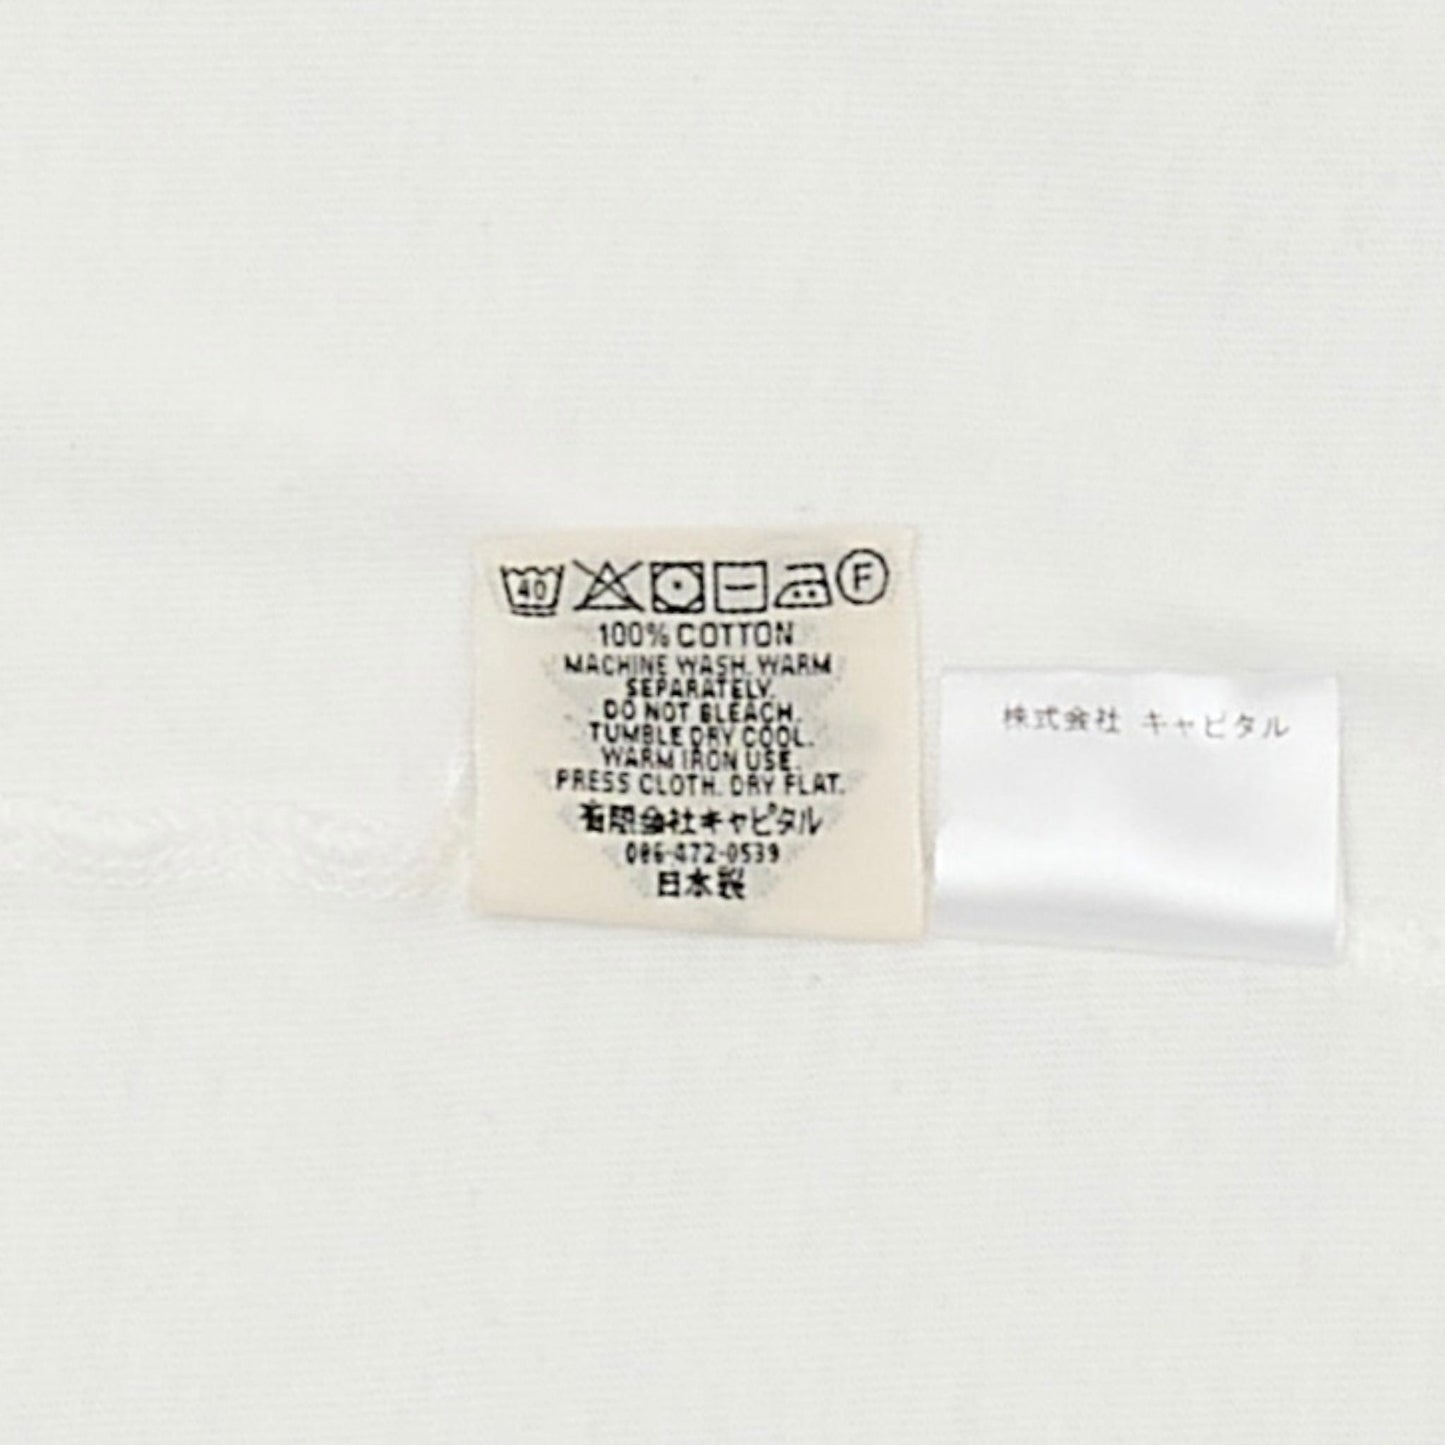 40 F
100% COTTON
MACHINE WASH. WARM
SEPARATELY.
DO NOT BLEACH.
TUMBLE DRY COOL.
WARM IRON USE.
PRESS CLOTH. DRY FLAT.
有限会社キャピタル
086-472-0539
日本製
株式会社 キャピタル